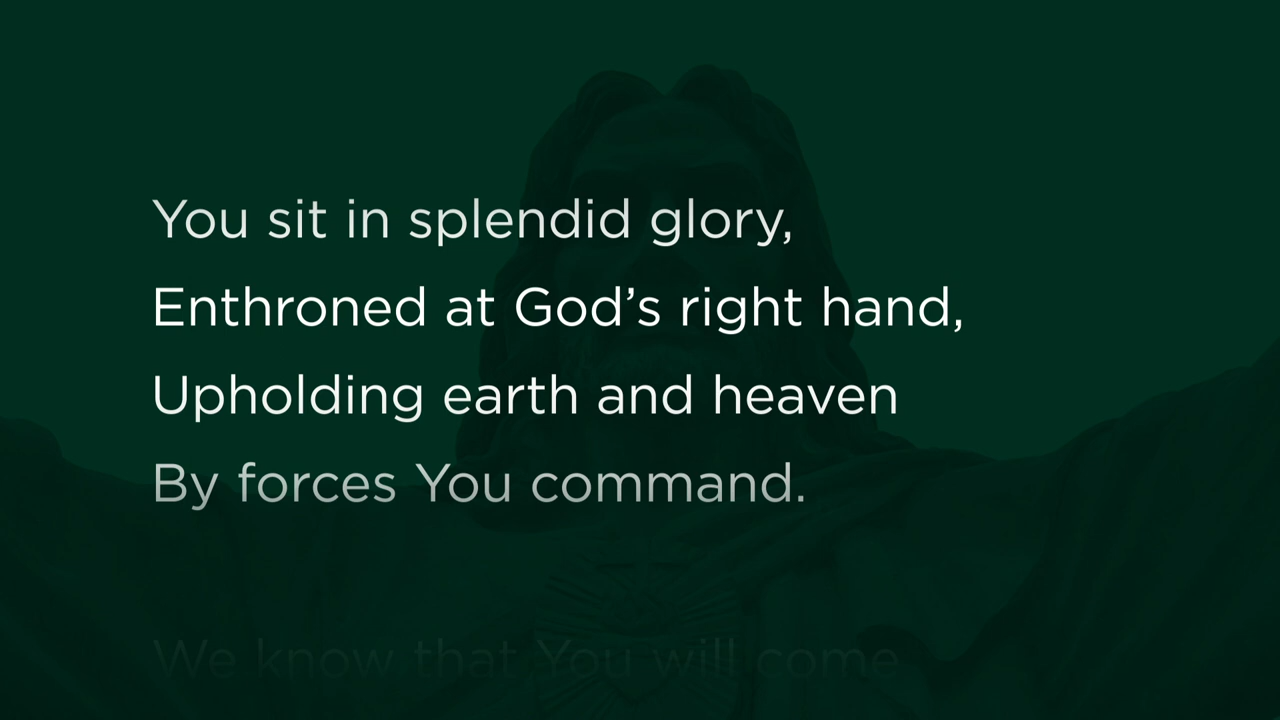 You sit in splendid glory,
Enthroned at God’s right hand,
Upholding earth and heaven
By forces You command.
We know that You will come